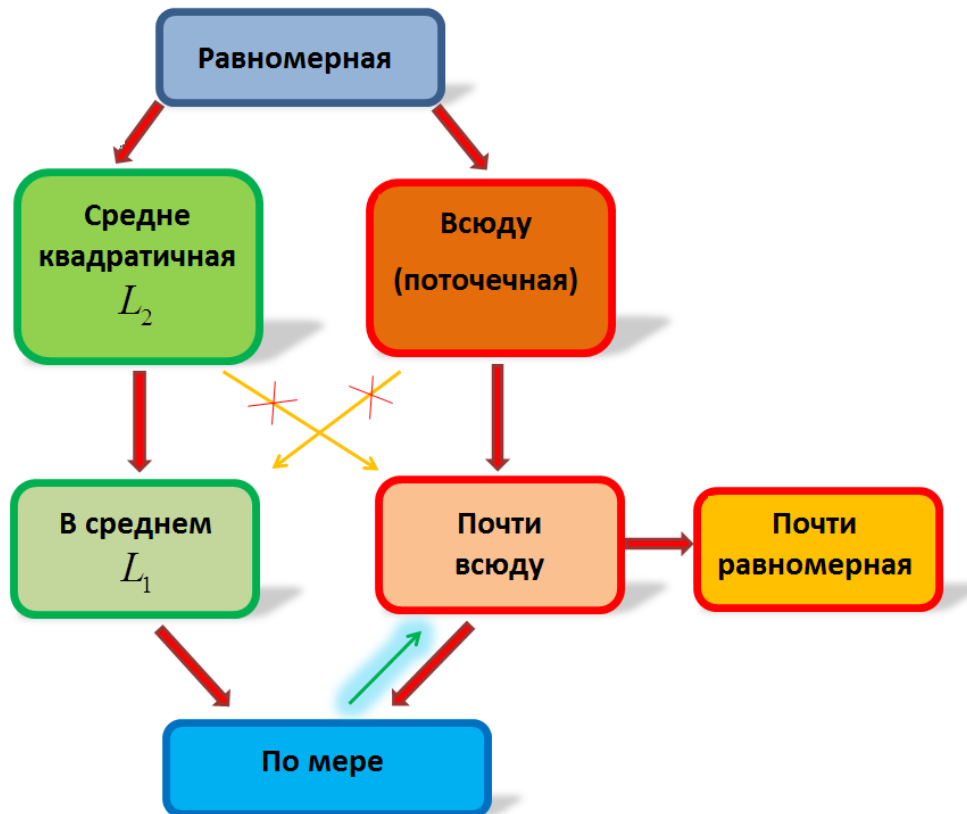 Равномерная
Средне
квадратичная
L₂
Всюду
(поточечная)
В среднем
L₁
Почти
всюду
Почти
равномерная
По мере